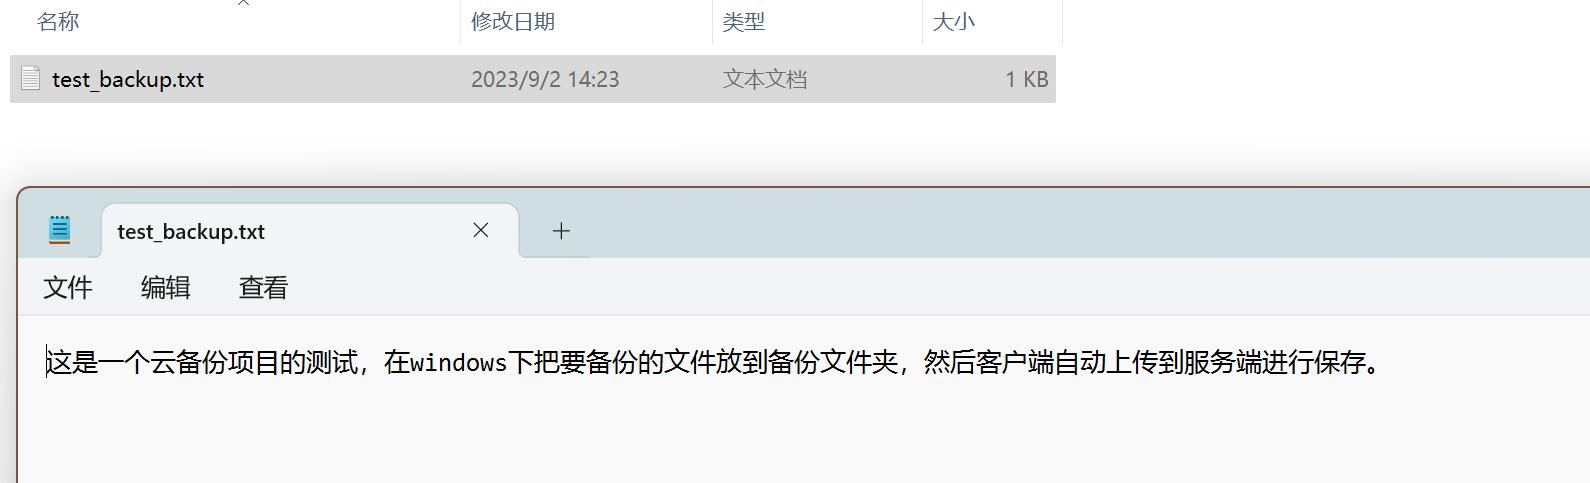 名称 修改日期 类型 大小
test_backup.txt 2023/9/2 14:23 文本文档 1 KB
test_backup.txt
文件 编辑 查看
这是一个云备份项目的测试，在windows下把要备份的文件放到备份文件夹，然后客户端自动上传到服务端进行保存。